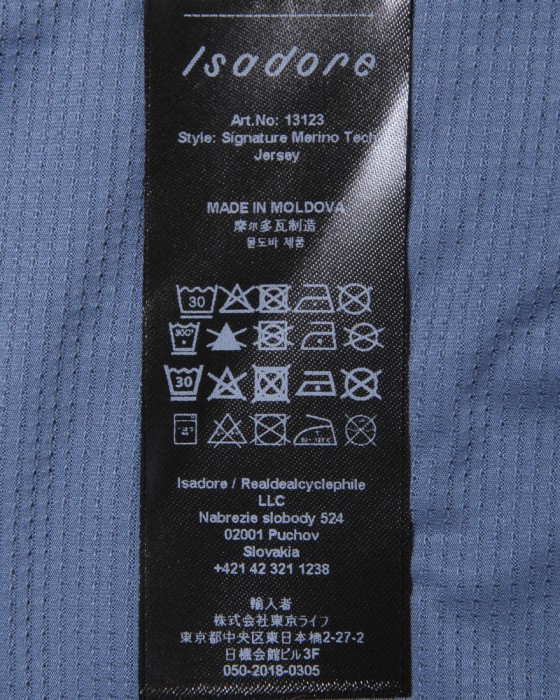 Isadore
Art.No: 13123
Style: Signature Merino Tech
Jersey
MADE IN MOLDOVA
摩尔多瓦制造
몰도바 제품
30
30
Isadore / Realdealcyclephile
LLC
Nabrezie slobody 524
02001 Puchov
Slovakia
+421 42 321 1238
輸入者
株式会社東京ライフ
東京都中央区東日本橋2-27-2
日機会館ビル3F
050-2018-0305